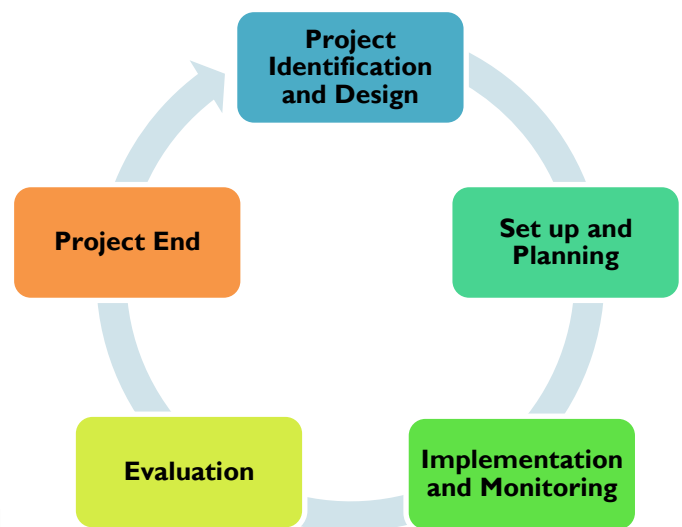 Project
Identification
and Design
Set up and
Planning
Implementation
and Monitoring
Evaluation
Project End